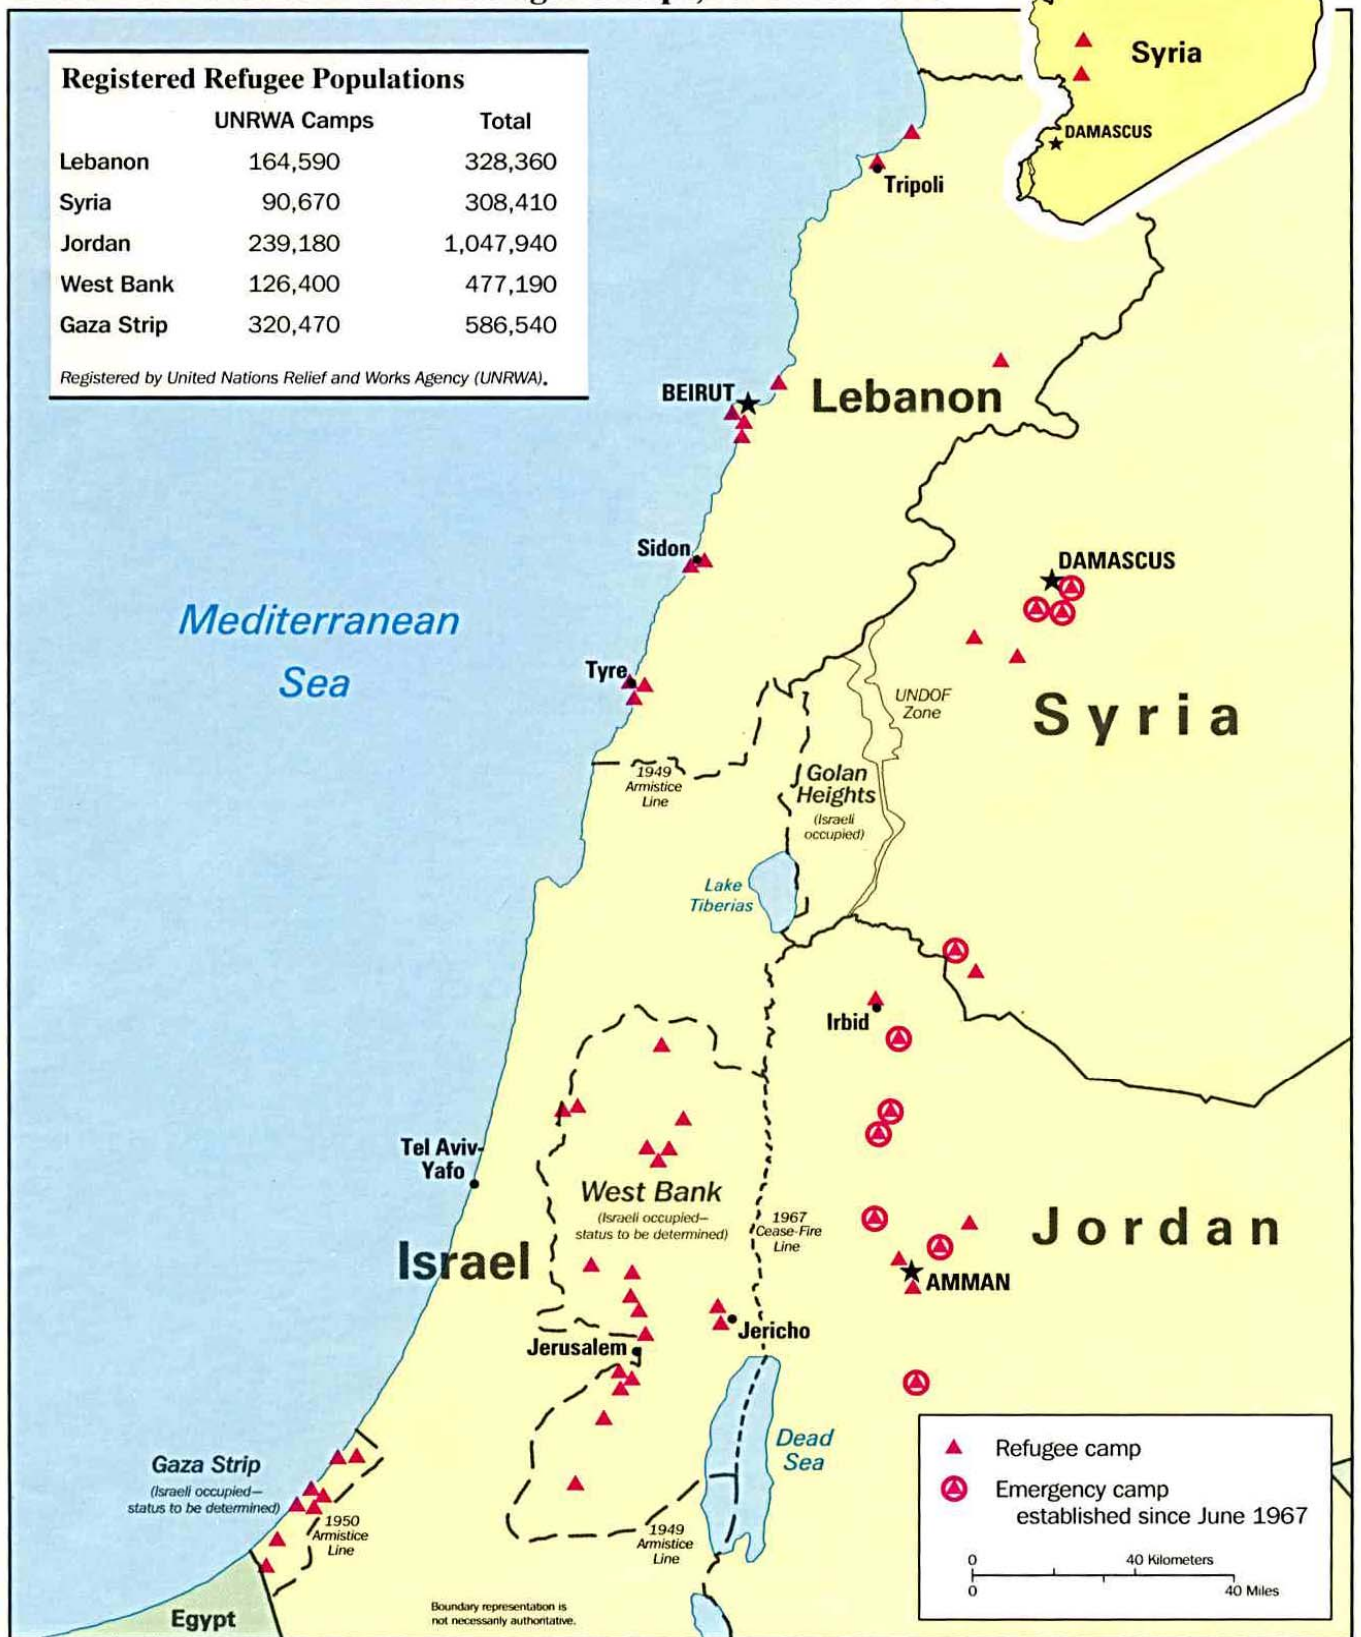 Registered Refugee Populations
UNRWA Camps Total
Lebanon 164,590 328,360
Syria 90,670 308,410
Jordan 239,180 1,047,940
West Bank 126,400 477,190
Gaza Strip 320,470 586,540
Registered by United Nations Relief and Works Agency (UNRWA).
Syria
DAMASCUS
Tripoli
BEIRUT
Lebanon
Sidon
DAMASCUS
Mediterranean
Sea
Tyre
UNDOF
Zone
Syria
1949
Armistice
Line
Golan
Heights
(Israeli
occupied)
Lake
Tiberias
Irbid
Tel Aviv-
Yafo
West Bank
(Israeli occupied—
status to be determined)
1967
Cease-Fire
Line
Jordan
Israel
AMMAN
Jericho
Jerusalem
Dead
Sea
Gaza Strip
(Israeli occupied—
status to be determined)
1950
Armistice
Line
1949
Armistice
Line
Egypt
Boundary representation is
not necessarily authoritative.
Refugee camp
Emergency camp
established since June 1967
0 40 Kilometers
0 40 Miles